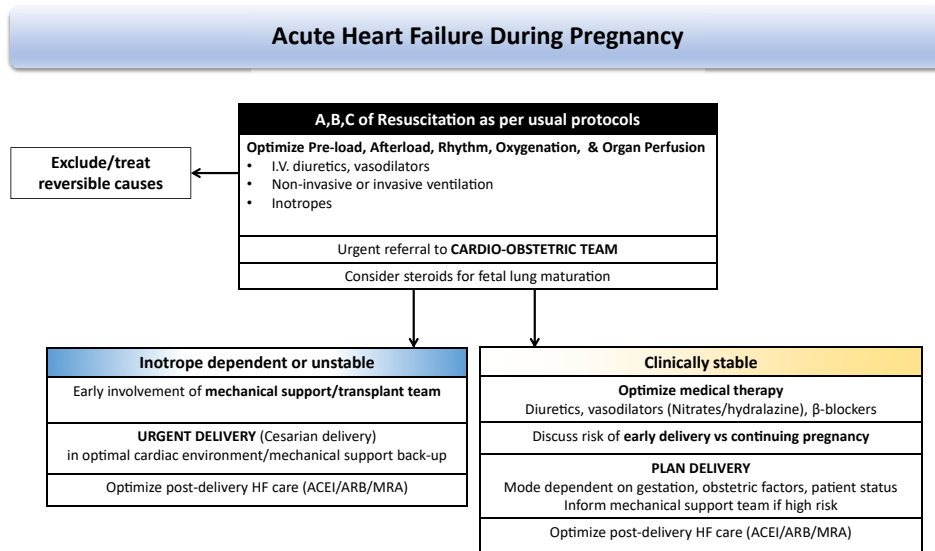 Acute Heart Failure During Pregnancy
A,B,C of Resuscitation as per usual protocols
Optimize Pre-load, Afterload, Rhythm, Oxygenation, & Organ Perfusion
• I.V. diuretics, vasodilators
• Non-invasive or invasive ventilation
• Inotropes
Urgent referral to CARDIO-OBSTETRIC TEAM
Consider steroids for fetal lung maturation
Exclude/treat
reversible causes
Inotrope dependent or unstable
Early involvement of mechanical support/transplant team
URGENT DELIVERY (Cesarian delivery)
in optimal cardiac environment/mechanical support back-up
Optimize post-delivery HF care (ACEI/ARB/MRA)
Clinically stable
Optimize medical therapy
Diuretics, vasodilators (Nitrates/hydralazine), β-blockers
Discuss risk of early delivery vs continuing pregnancy
PLAN DELIVERY
Mode dependent on gestation, obstetric factors, patient status
Inform mechanical support team if high risk
Optimize post-delivery HF care (ACEI/ARB/MRA)